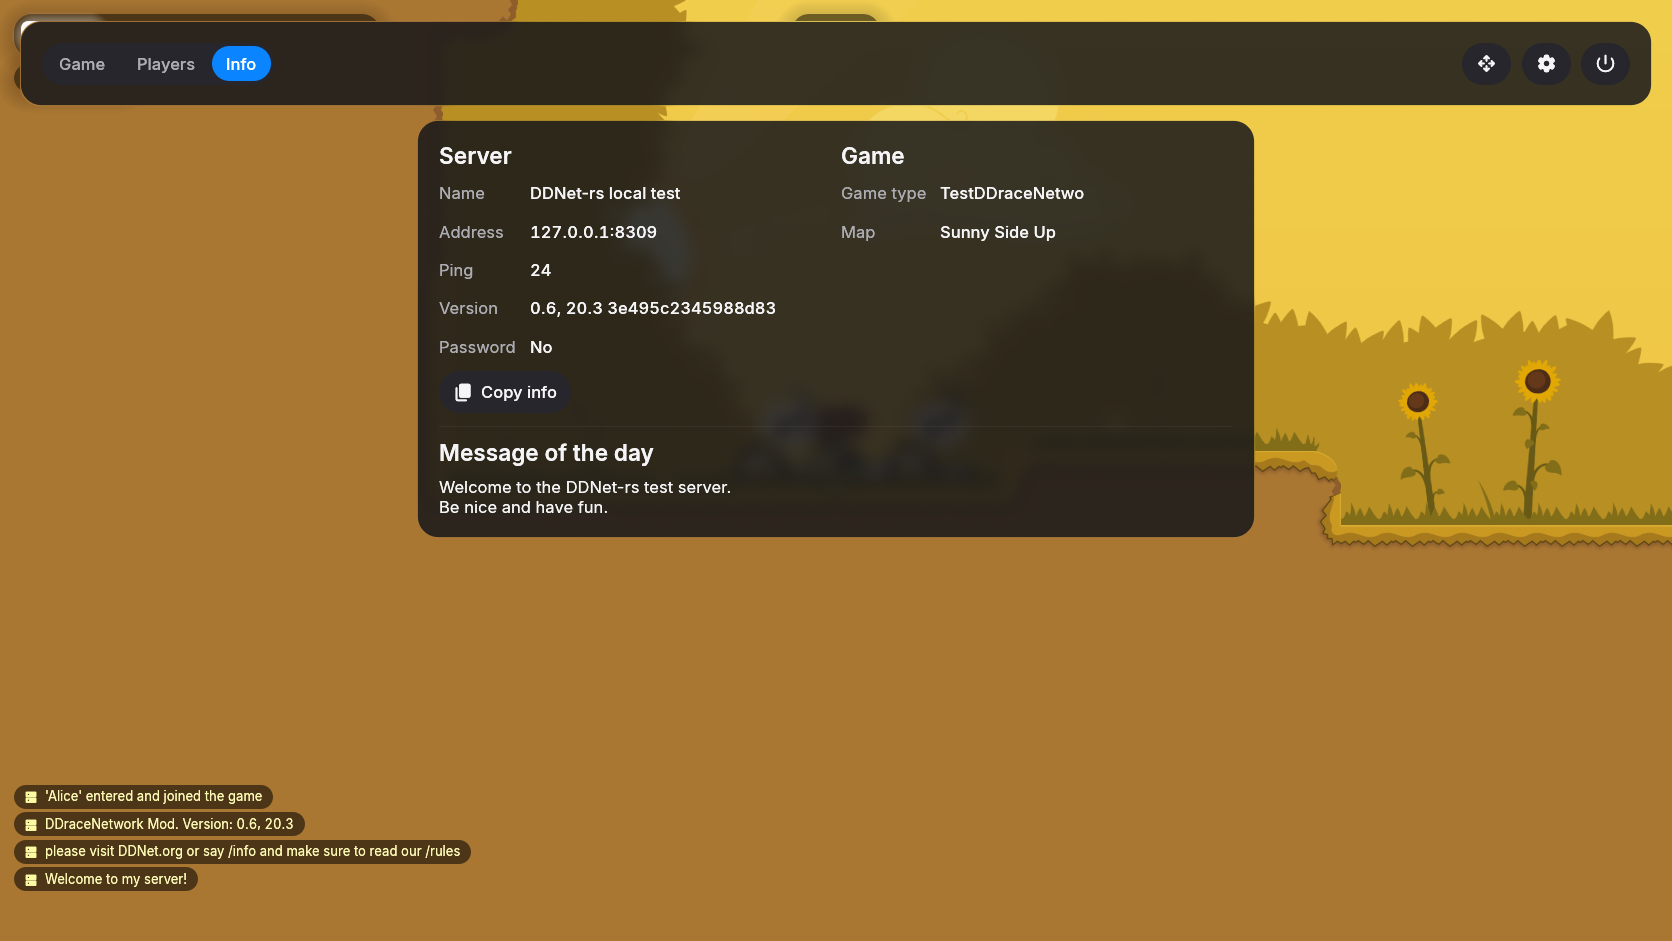 Game Players Info
Server
Name DDNet-rs local test
Address 127.0.0.1:8309
Ping 24
Version 0.6, 20.3 3e495c2345988d83
Password No
Copy info
Game
Game type TestDDraceNetwo
Map Sunny Side Up
Message of the day
Welcome to the DDNet-rs test server.
Be nice and have fun.
'Alice' entered and joined the game
DDraceNetwork Mod. Version: 0.6, 20.3
please visit DDNet.org or say /info and make sure to read our /rules
Welcome to my server!